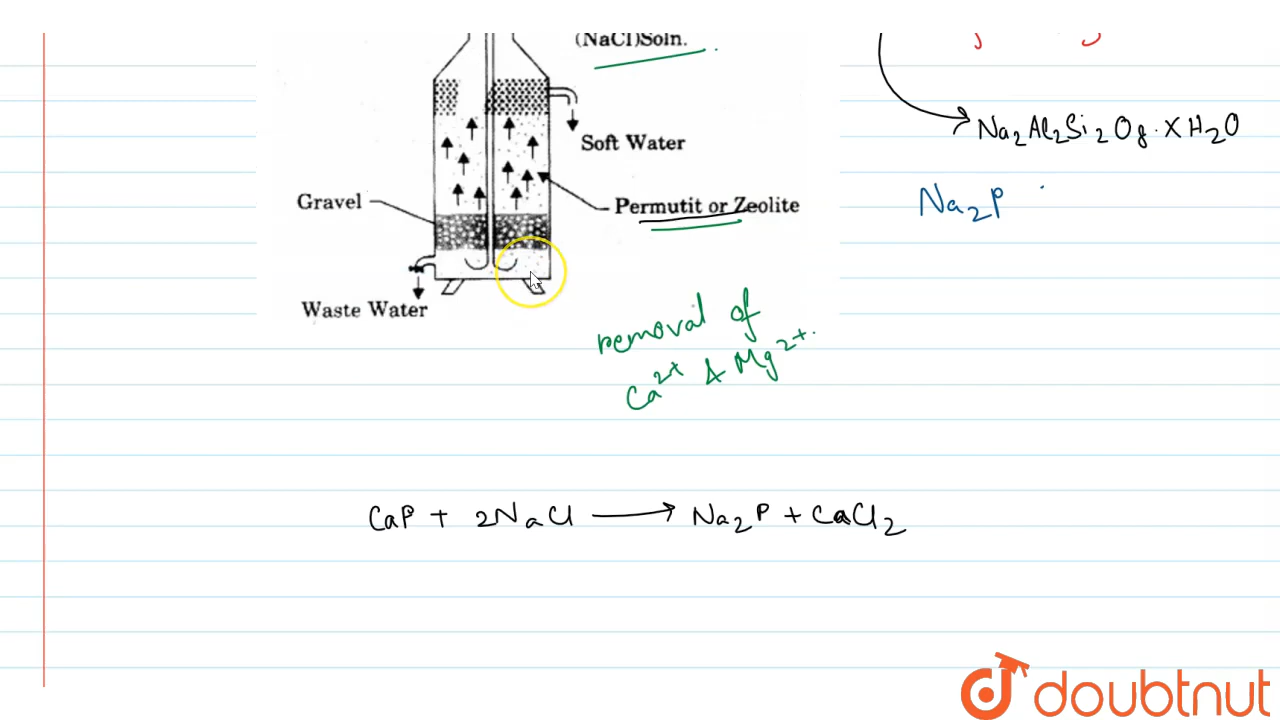 (NaCl)Soln.
Na2Al2Si2O8.XH2O
Soft Water
Gravel
Permutit or Zeolite
Na2P
Waste Water
removal of
Ca2+ & Mg2+.
CaP + 2NaCl → Na2P + CaCl2
doubtnut